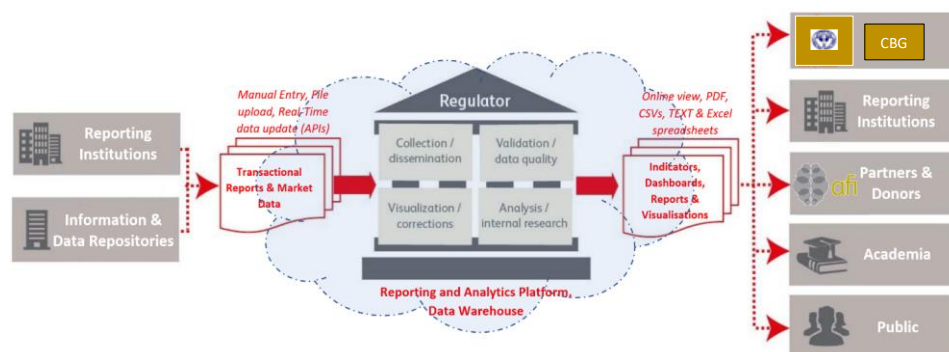 Reporting
Institutions
Information &
Data Repositories
Manual Entry, File
upload, Real-Time
data update (APIs)
Transactional
Reports & Market
Data
Regulator
Collection /
dissemination
Validation /
data quality
Visualization /
corrections
Analysis /
internal research
Reporting and Analytics Platform,
Data Warehouse
Online view, PDF,
CSVs, TEXT & Excel
spreadsheets
Indicators,
Dashboards,
Reports &
Visualisations
CBG
Reporting
Institutions
afi
Partners &
Donors
Academia
Public